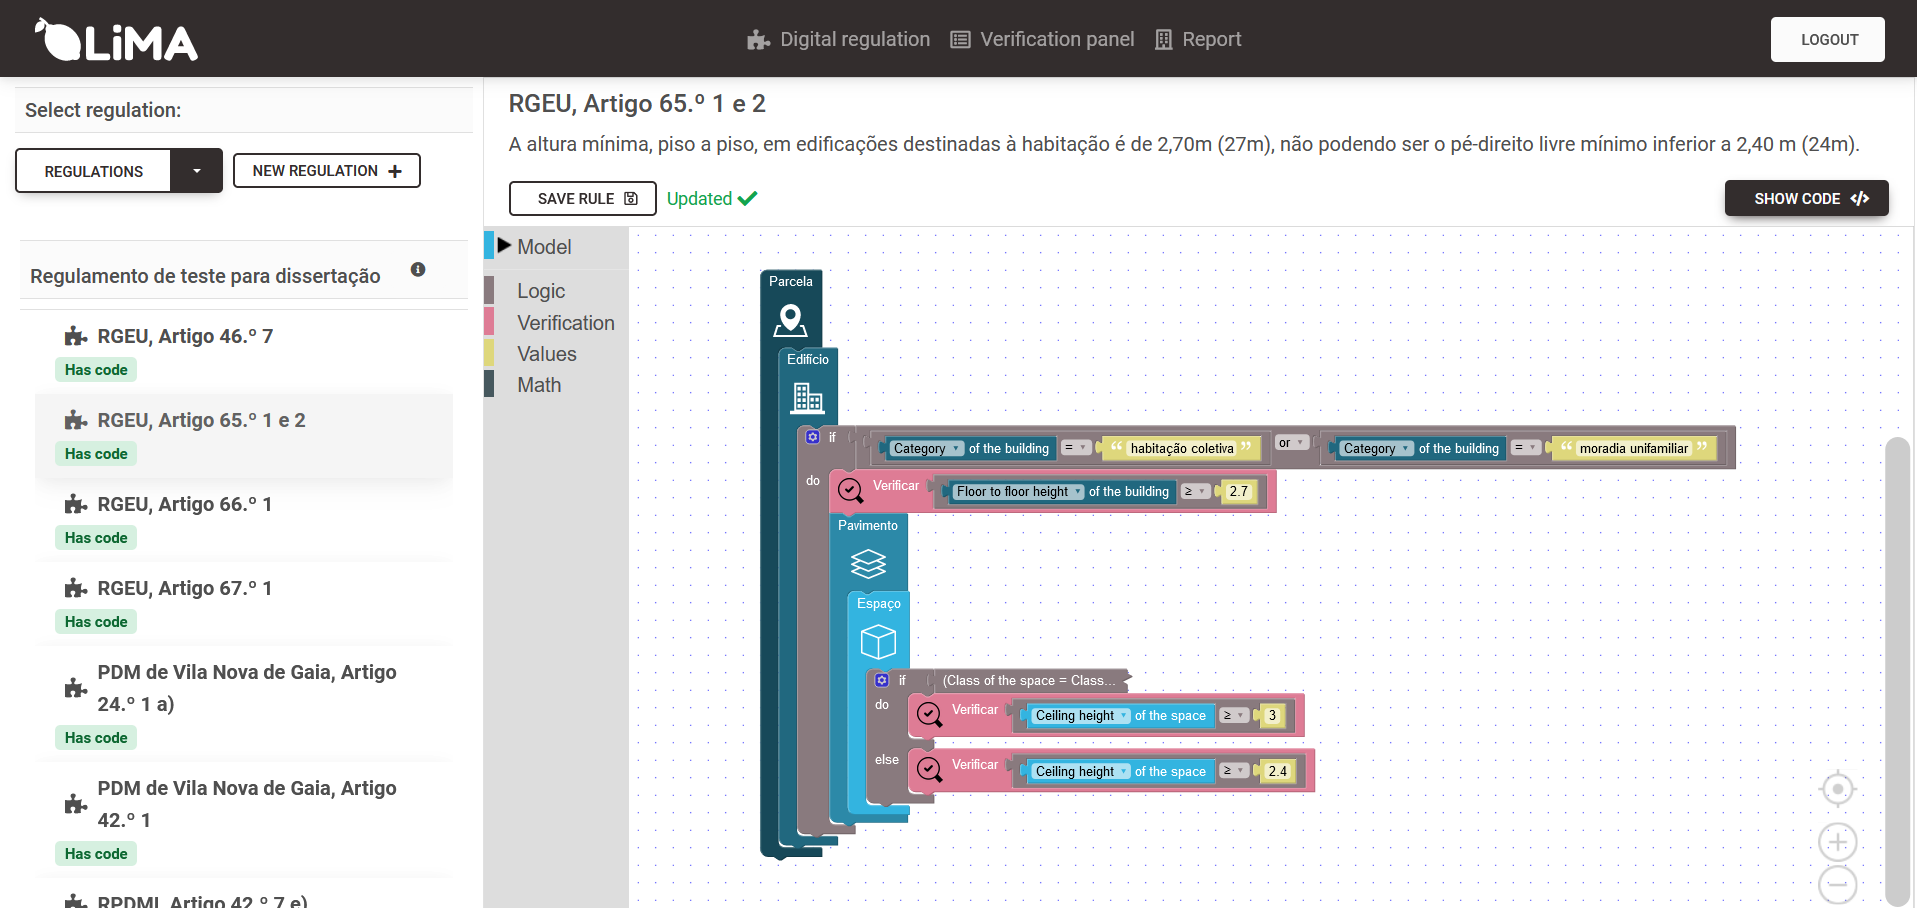 LiMA
Digital regulation
Verification panel
Report
LOGOUT
Select regulation:
REGULATIONS
NEW REGULATION
Regulamento de teste para dissertação
RGEU, Artigo 46.º 7
Has code
RGEU, Artigo 65.º 1 e 2
Has code
RGEU, Artigo 66.º 1
Has code
RGEU, Artigo 67.º 1
Has code
PDM de Vila Nova de Gaia, Artigo
24.º 1 a)
Has code
PDM de Vila Nova de Gaia, Artigo
42.º 1
Has code
RPDMI, Artigo 42.º 7 e)
RGEU, Artigo 65.º 1 e 2
A altura mínima, piso a piso, em edificações destinadas à habitação é de 2,70m (27m), não podendo ser o pé-direito livre mínimo inferior a 2,40 m (24m).
SAVE RULE
Updated
SHOW CODE </>
Model
Logic
Verification
Values
Math
Parcela
Edifício
if Category of the building = “ habitação coletiva ” or Category of the building = “ moradia unifamiliar ”
do Verificar Floor to floor height of the building ≥ 2.7
Pavimento
Espaço
if (Class of the space = Class...
do Verificar Ceiling height of the space ≥ 3
else Verificar Ceiling height of the space ≥ 2.4